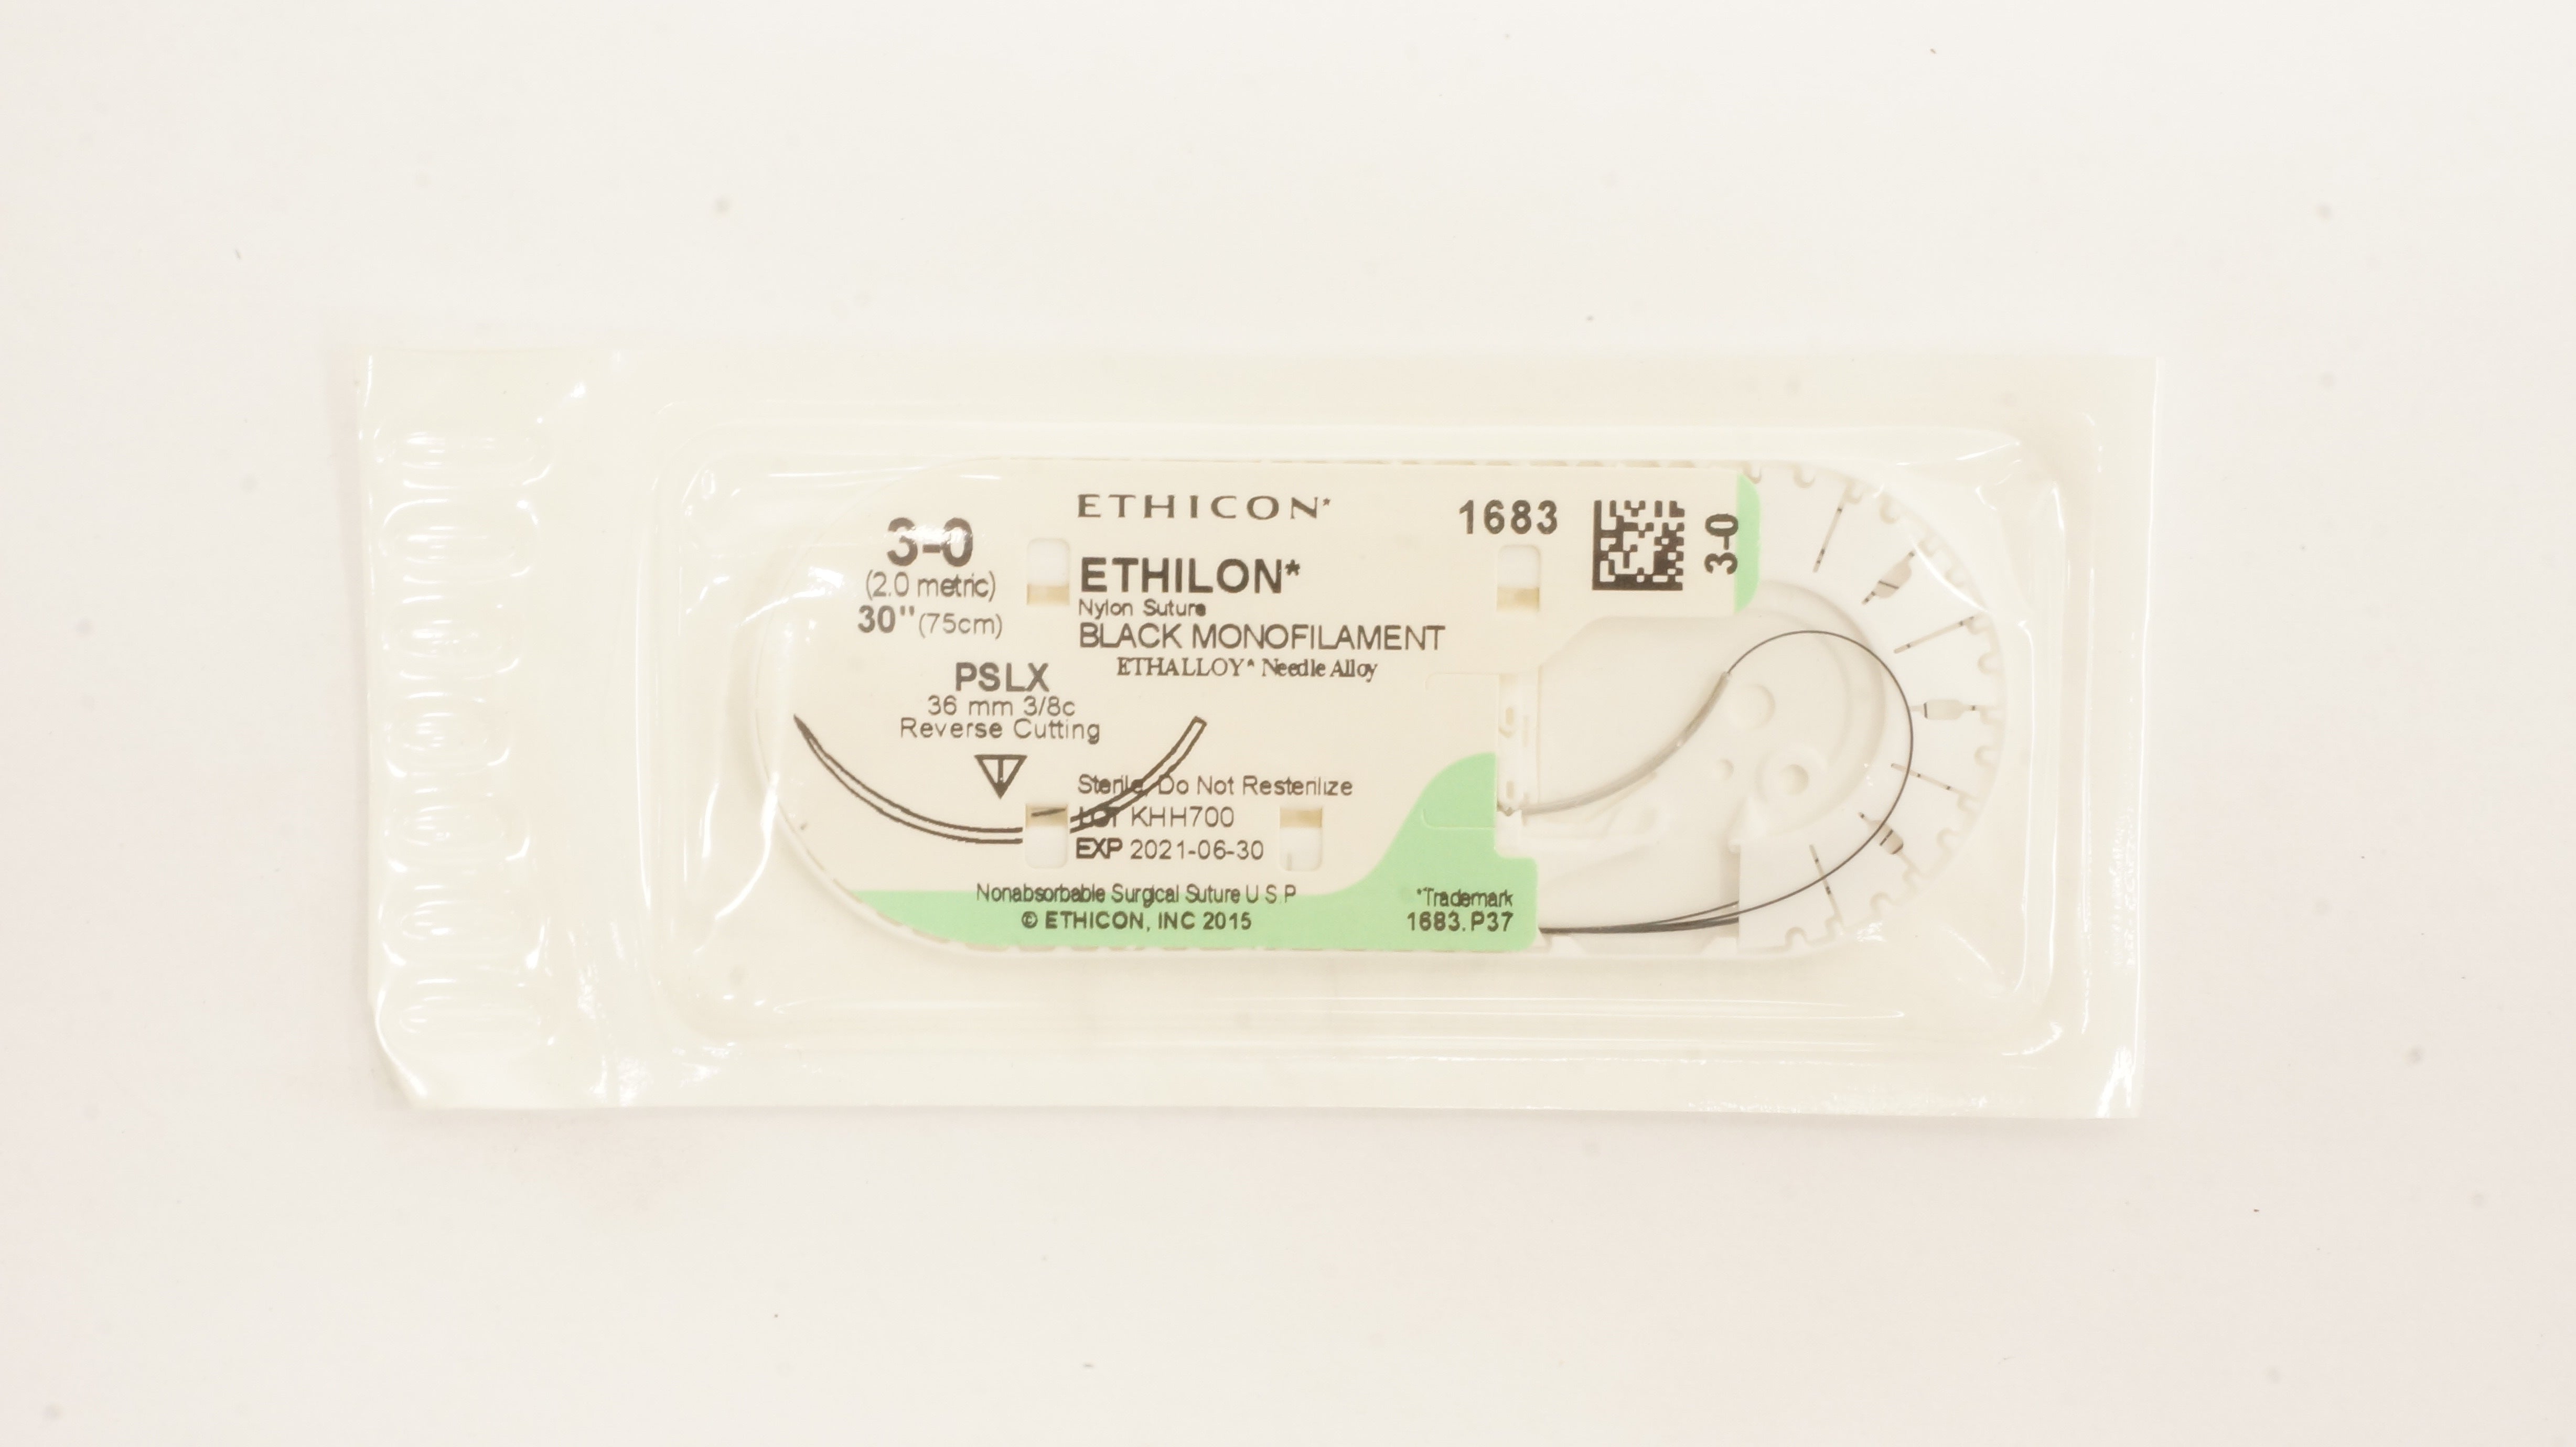 3-0
(2.0 metric)
30" (75cm)
ETHICON*
1683
3-0
ETHILON*
Nylon Suture
BLACK MONOFILAMENT
ETHALLOY* Needle Alloy
PSLX
36 mm 3/8c
Reverse Cutting
Sterile, Do Not Resterilize
LOT KHH700
EXP 2021-06-30
Nonabsorbable Surgical Suture U S P
© ETHICON, INC 2015
*Trademark
1683.P37